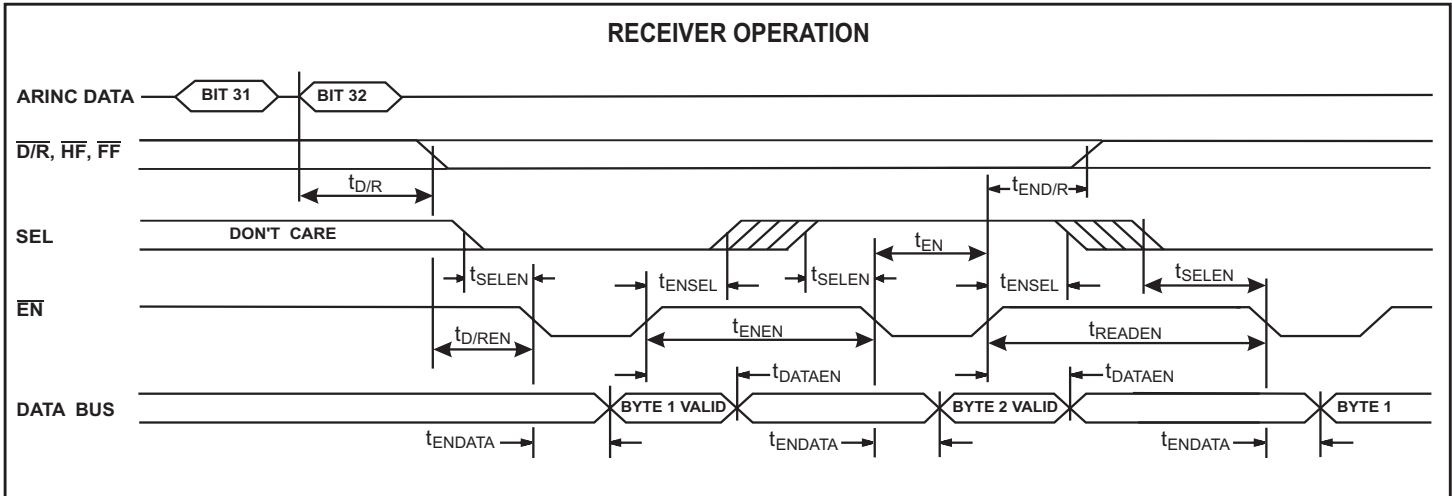 RECEIVER OPERATION
ARINC DATA
BIT 31
BIT 32
D/R, HF, FF
tD/R
tEND/R
SEL
DON'T CARE
tEN
tSELEN
tENSEL
tSELEN
tENSEL
tSELEN
EN
tD/REN
tENEN
tREADEN
tDATAEN
tDATAEN
DATA BUS
BYTE 1 VALID
BYTE 2 VALID
BYTE 1
tENDATA
tENDATA
tENDATA